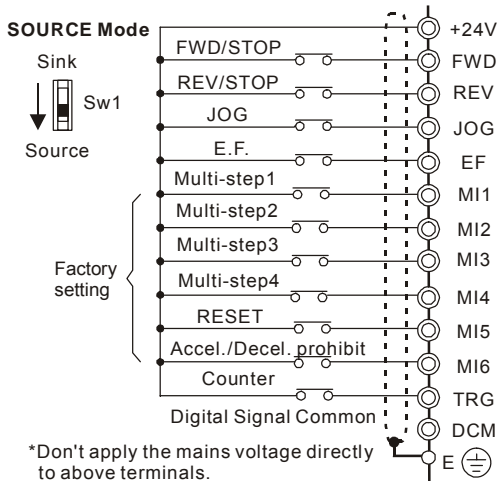 SOURCE Mode
+24V
FWD/STOP
FWD
Sink
REV/STOP
REV
Sw1
JOG
JOG
Source
E.F.
EF
Multi-step1
MI1
Multi-step2
MI2
Multi-step3
MI3
Factory
setting
Multi-step4
MI4
RESET
MI5
Accel./Decel. prohibit
MI6
Counter
TRG
Digital Signal Common
DCM
*Don't apply the mains voltage directly
to above terminals.
E